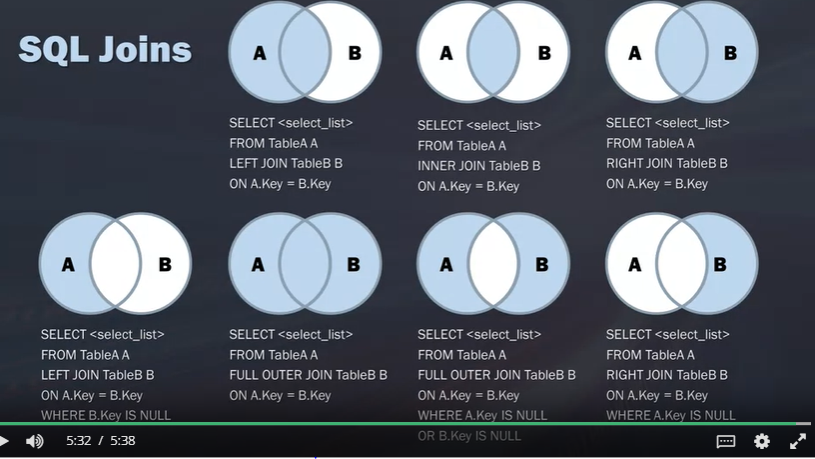 SQL Joins
A B
SELECT <select_list>
FROM TableA A
LEFT JOIN TableB B
ON A.Key = B.Key
A B
SELECT <select_list>
FROM TableA A
INNER JOIN TableB B
ON A.Key = B.Key
A B
SELECT <select_list>
FROM TableA A
RIGHT JOIN TableB B
ON A.Key = B.Key
A B
SELECT <select_list>
FROM TableA A
LEFT JOIN TableB B
ON A.Key = B.Key
WHERE B.Key IS NULL
A B
SELECT <select_list>
FROM TableA A
FULL OUTER JOIN TableB B
ON A.Key = B.Key
A B
SELECT <select_list>
FROM TableA A
FULL OUTER JOIN TableB B
ON A.Key = B.Key
WHERE A.Key IS NULL
OR B.Key IS NULL
A B
SELECT <select_list>
FROM TableA A
RIGHT JOIN TableB B
ON A.Key = B.Key
WHERE A.Key IS NULL
5:32 / 5:38